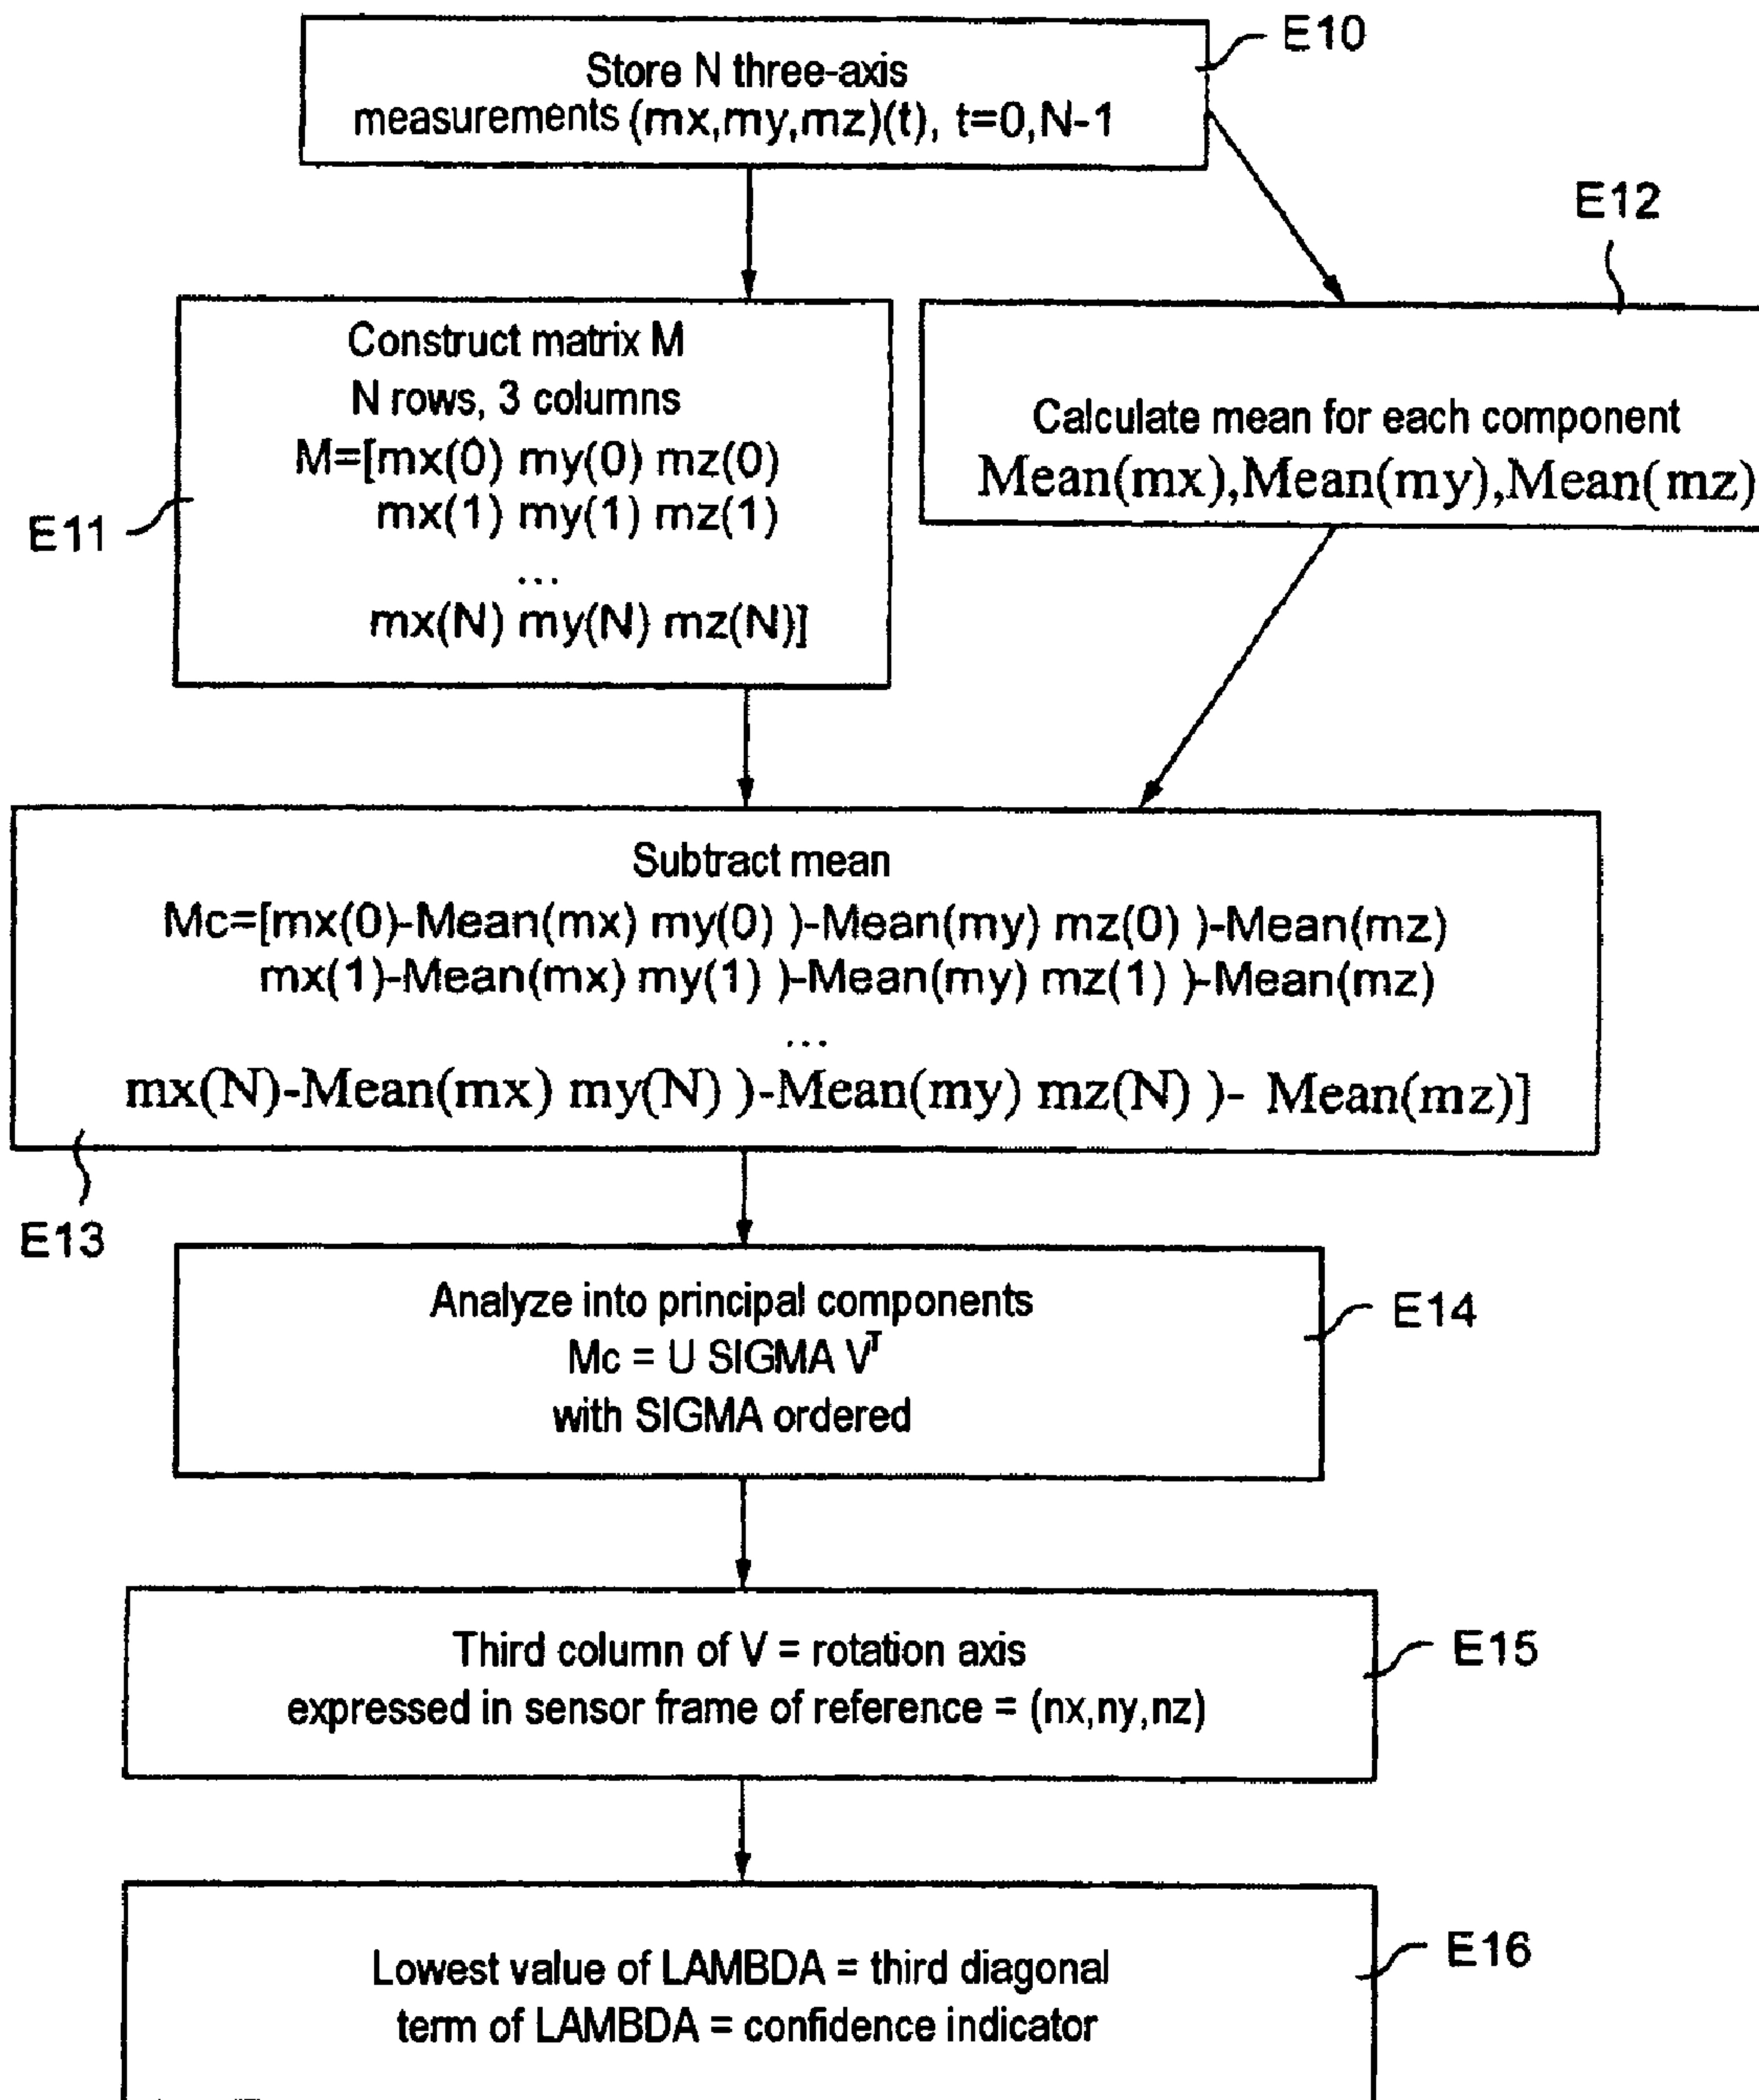 Store N three-axis
measurements (mx,my,mz)(t), t=0,N-1
E10
E12
Construct matrix M
N rows, 3 columns
M=[mx(0) my(0) mz(0)
mx(1) my(1) mz(1)
...
mx(N) my(N) mz(N)]
E11
Calculate mean for each component
Mean(mx),Mean(my),Mean(mz)
Subtract mean
Mc=[mx(0)-Mean(mx) my(0) )-Mean(my) mz(0) )-Mean(mz)
mx(1)-Mean(mx) my(1) )-Mean(my) mz(1) )-Mean(mz)
...
mx(N)-Mean(mx) my(N) )-Mean(my) mz(N) )- Mean(mz)]
E13
Analyze into principal components
Mc = U SIGMA V^T
with SIGMA ordered
E14
Third column of V = rotation axis
expressed in sensor frame of reference = (nx,ny,nz)
E15
Lowest value of LAMBDA = third diagonal
term of LAMBDA = confidence indicator
E16